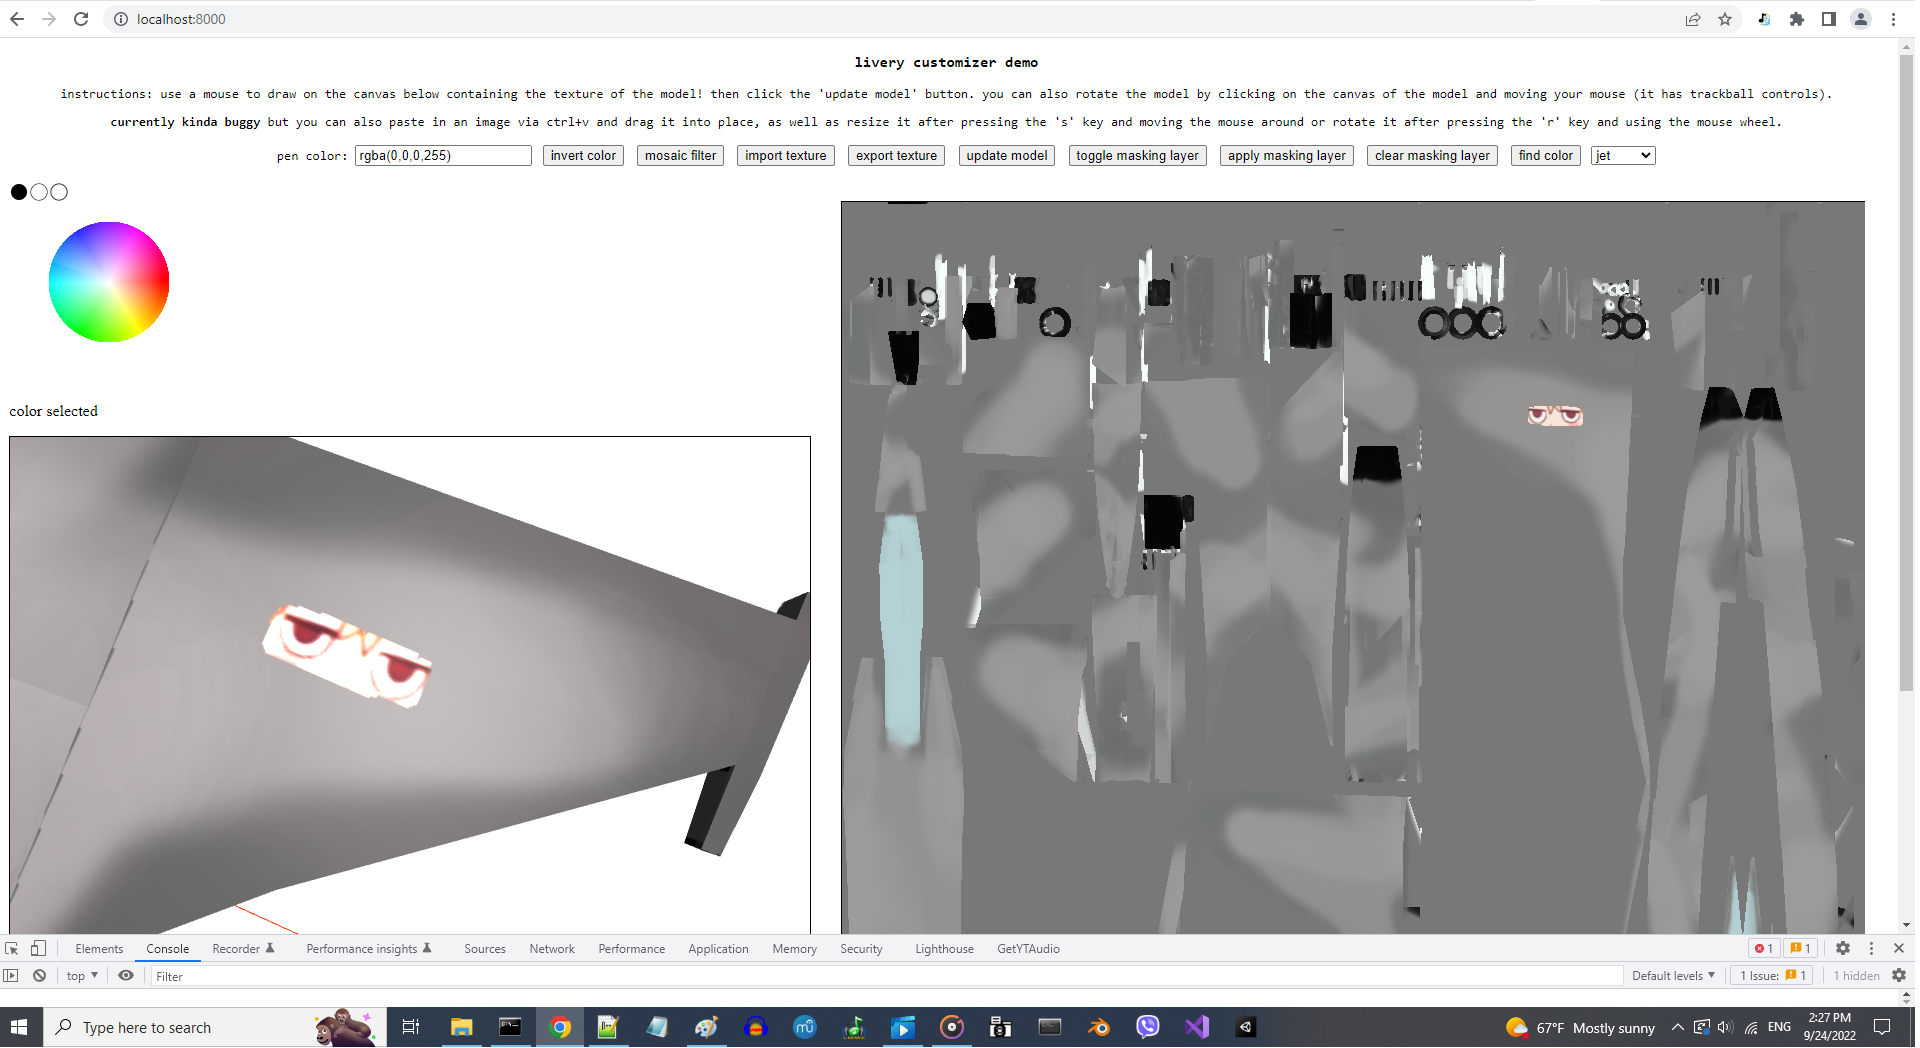 localhost:8000
livery customizer demo
instructions: use a mouse to draw on the canvas below containing the texture of the model! then click the 'update model' button. you can also rotate the model by clicking on the canvas of the model and moving your mouse (it has trackball controls).
currently kinda buggy but you can also paste in an image via ctrl+v and drag it into place, as well as resize it after pressing the 's' key and moving the mouse around or rotate it after pressing the 'r' key and using the mouse wheel.
pen color: rgba(0,0,0,255) invert color mosaic filter import texture export texture update model toggle masking layer apply masking layer clear masking layer find color jet
color selected
Elements Console Recorder Performance insights Sources Network Performance Application Memory Security Lighthouse GetYTAudio 1 1
top Filter Default levels 1 Issue: 1 1 hidden
Type here to search 67°F Mostly sunny ENG 2:27 PM
9/24/2022